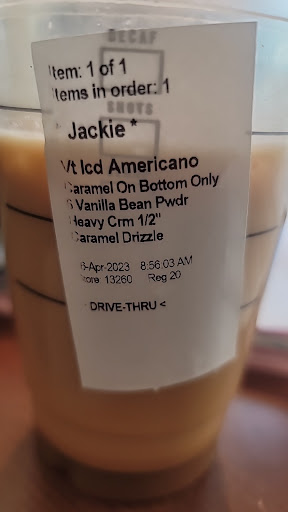 DECAF
Item: 1 of 1
Items in order: 1
SHOTS
Jackie *
Vt Icd Americano
Caramel On Bottom Only
Vanilla Bean Pwdr
Heavy Crm 1/2"
Caramel Drizzle
6-Apr-2023 8:56:03 AM
Store 13260 Reg 20
DRIVE-THRU <